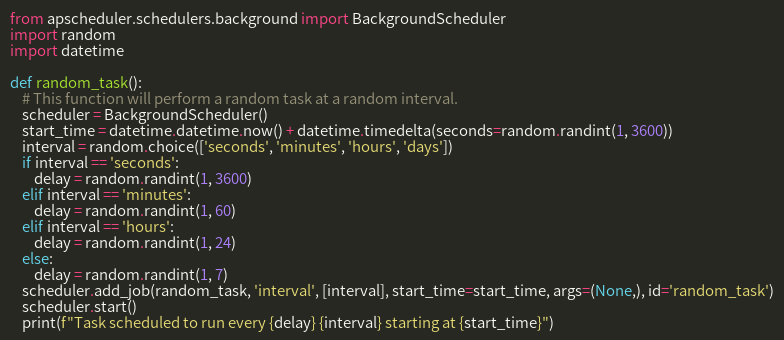 from apscheduler.schedulers.background import BackgroundScheduler
import random
import datetime

def random_task():
    # This function will perform a random task at a random interval.
    scheduler = BackgroundScheduler()
    start_time = datetime.datetime.now() + datetime.timedelta(seconds=random.randint(1, 3600))
    interval = random.choice(['seconds', 'minutes', 'hours', 'days'])
    if interval == 'seconds':
        delay = random.randint(1, 3600)
    elif interval == 'minutes':
        delay = random.randint(1, 60)
    elif interval == 'hours':
        delay = random.randint(1, 24)
    else:
        delay = random.randint(1, 7)
    scheduler.add_job(random_task, 'interval', [interval], start_time=start_time, args=(None,), id='random_task')
    scheduler.start()
    print(f"Task scheduled to run every {delay} {interval} starting at {start_time}")